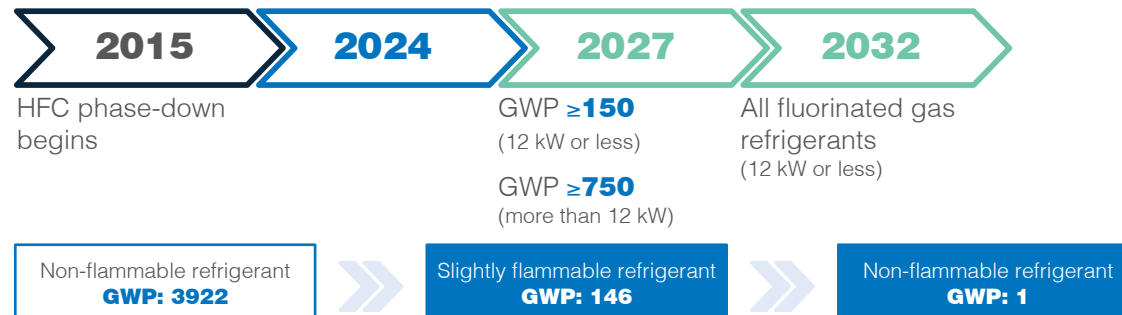 2015
2024
2027
2032
HFC phase-down
begins
GWP ≥150
(12 kW or less)
GWP ≥750
(more than 12 kW)
All fluorinated gas
refrigerants
(12 kW or less)
Non-flammable refrigerant
GWP: 3922
Slightly flammable refrigerant
GWP: 146
Non-flammable refrigerant
GWP: 1